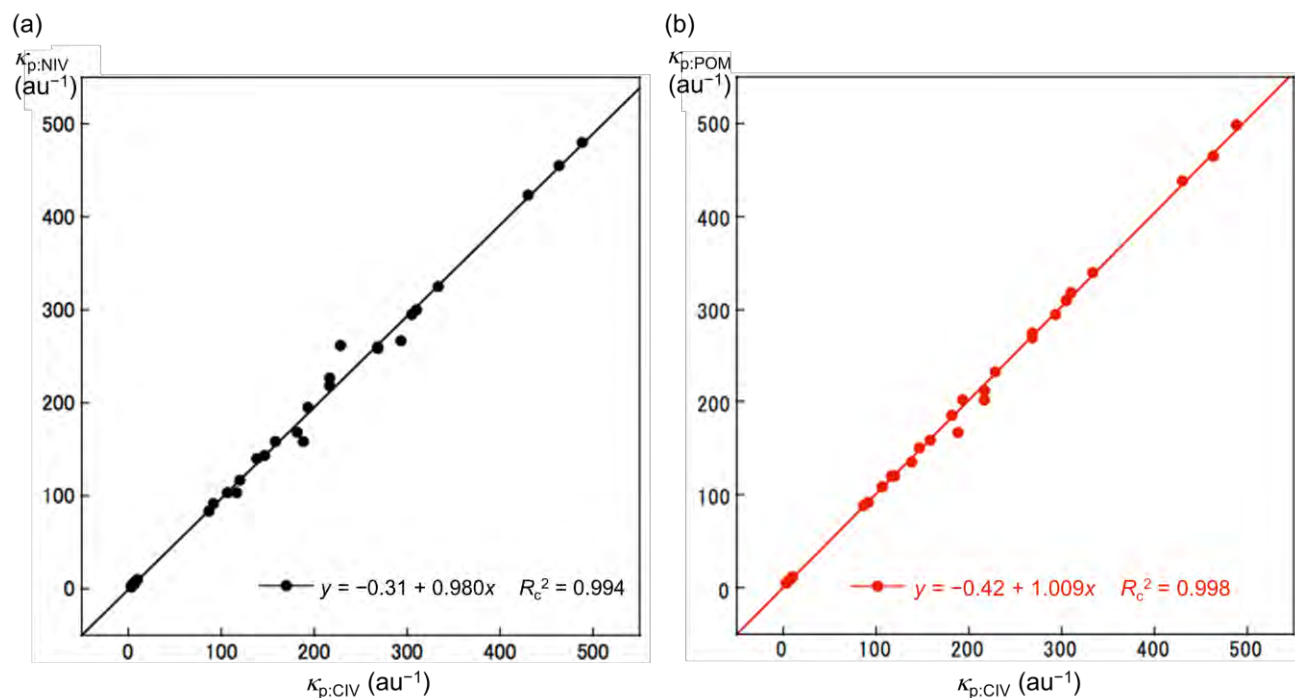 (a)
κp:NIV
(au⁻¹)
500
400
300
200
100
0
0 100 200 300 400 500
κp:CIV (au⁻¹)
y = −0.31 + 0.980x Rc² = 0.994
(b)
κp:POM
(au⁻¹)
500
400
300
200
100
0
0 100 200 300 400 500
κp:CIV (au⁻¹)
y = −0.42 + 1.009x Rc² = 0.998